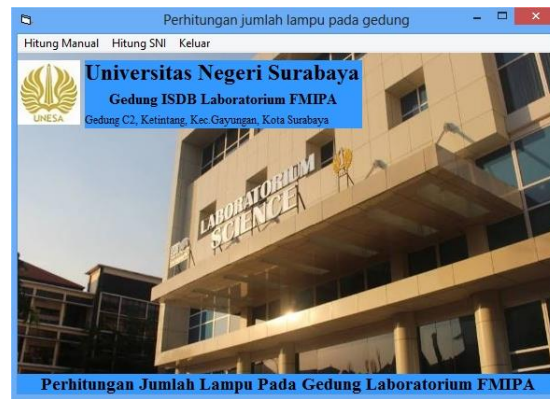 Perhitungan jumlah lampu pada gedung
Hitung Manual Hitung SNI Keluar
Universitas Negeri Surabaya
Gedung ISDB Laboratorium FMIPA
Gedung C2, Ketintang, Kec.Gayungan, Kota Surabaya
UNESA
LABORATORIUM
SCIENCE
Perhitungan Jumlah Lampu Pada Gedung Laboratorium FMIPA